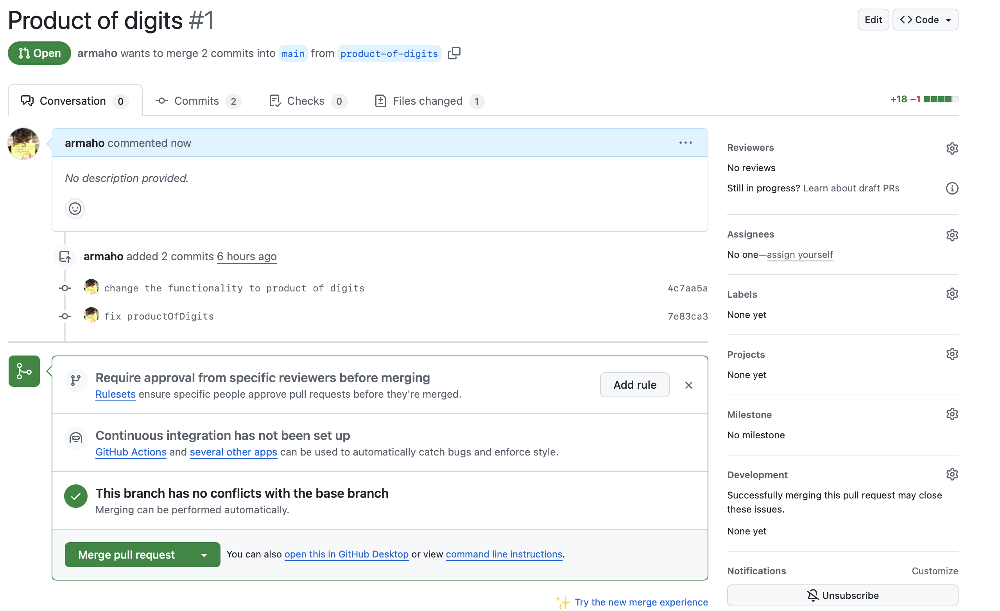 Product of digits #1
Edit
Code
Open
armaho wants to merge 2 commits into main from product-of-digits
Conversation 0
Commits 2
Checks 0
Files changed 1
+18 −1
armaho commented now
No description provided.
armaho added 2 commits 6 hours ago
change the functionality to product of digits 4c7aa5a
fix productOfDigits 7e83ca3
Require approval from specific reviewers before merging
Rulesets ensure specific people approve pull requests before they're merged.
Add rule
Continuous integration has not been set up
GitHub Actions and several other apps can be used to automatically catch bugs and enforce style.
This branch has no conflicts with the base branch
Merging can be performed automatically.
Merge pull request
You can also open this in GitHub Desktop or view command line instructions.
Try the new merge experience
Reviewers
No reviews
Still in progress? Learn about draft PRs
Assignees
No one—assign yourself
Labels
None yet
Projects
None yet
Milestone
No milestone
Development
Successfully merging this pull request may close
these issues.
None yet
Notifications
Customize
Unsubscribe